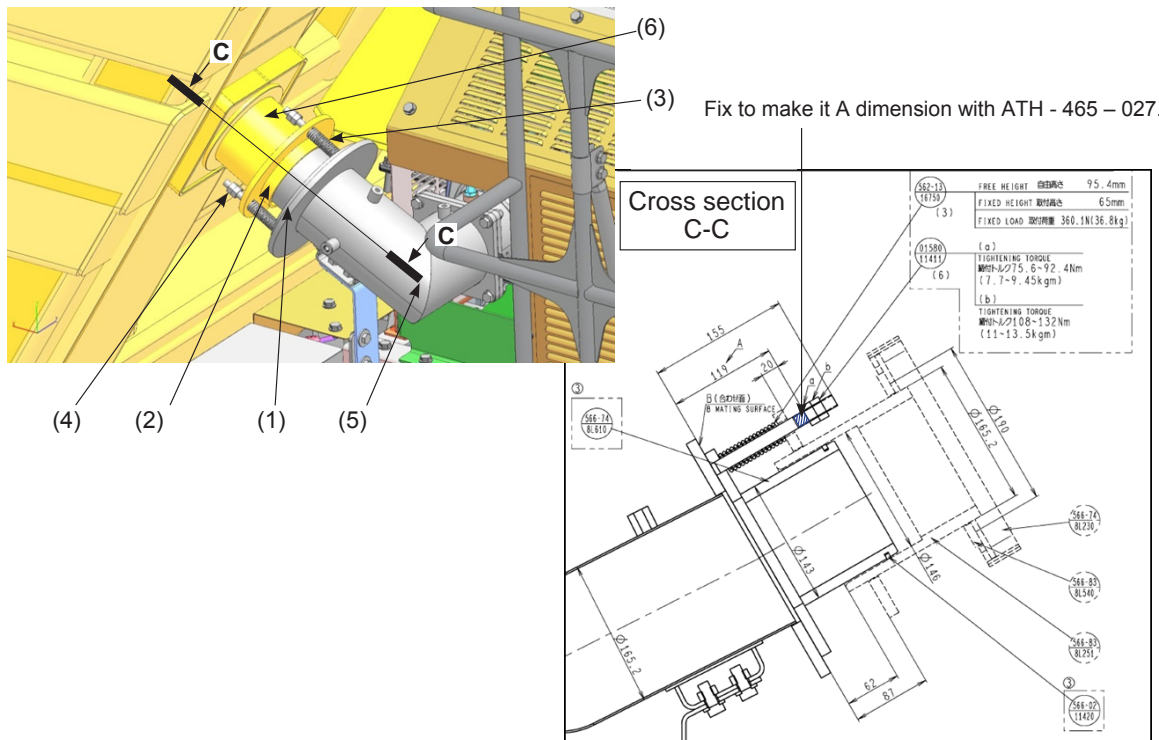 C
(6)
(3)
Fix to make it A dimension with ATH - 465 – 027.
C
(4)
(2)
(1)
(5)
Cross section
C-C
562-13
16750
(3)
FREE HEIGHT 自由高さ 95.4mm
FIXED HEIGHT 取付高さ 65mm
FIXED LOAD 取付荷重 360.1N(36.8kg)
01580
11411
(6)
(a)
TIGHTENING TORQUE
締付トルク75.6~92.4Nm
(7.7~9.45kgm)
(b)
TIGHTENING TORQUE
締付トルク108~132Nm
(11~13.5kgm)
155
A
119
20
a
b
B(合わせ面)
B MATING SURFACE
③
566-74
8L610
Ø190
Ø165.2
566-74
8L230
Ø143
Ø146
566-83
8L540
Ø165.2
566-83
8L251
62
87
③
566-02
11420